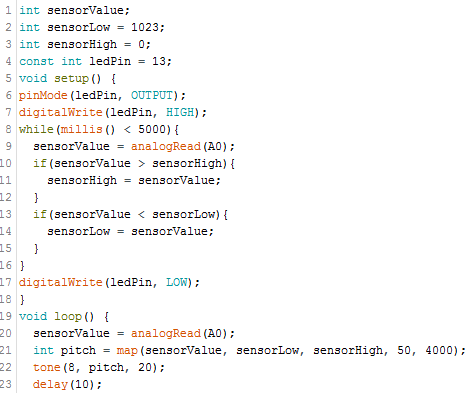 1 int sensorValue;
2 int sensorLow = 1023;
3 int sensorHigh = 0;
4 const int ledPin = 13;
5 void setup() {
6 pinMode(ledPin, OUTPUT);
7 digitalWrite(ledPin, HIGH);
8 while(millis() < 5000){
9   sensorValue = analogRead(A0);
10   if(sensorValue > sensorHigh){
11     sensorHigh = sensorValue;
12   }
13   if(sensorValue < sensorLow){
14     sensorLow = sensorValue;
15   }
16 }
17 digitalWrite(ledPin, LOW);
18 }
19 void loop() {
20   sensorValue = analogRead(A0);
21   int pitch = map(sensorValue, sensorLow, sensorHigh, 50, 4000);
22   tone(8, pitch, 20);
23   delay(10);